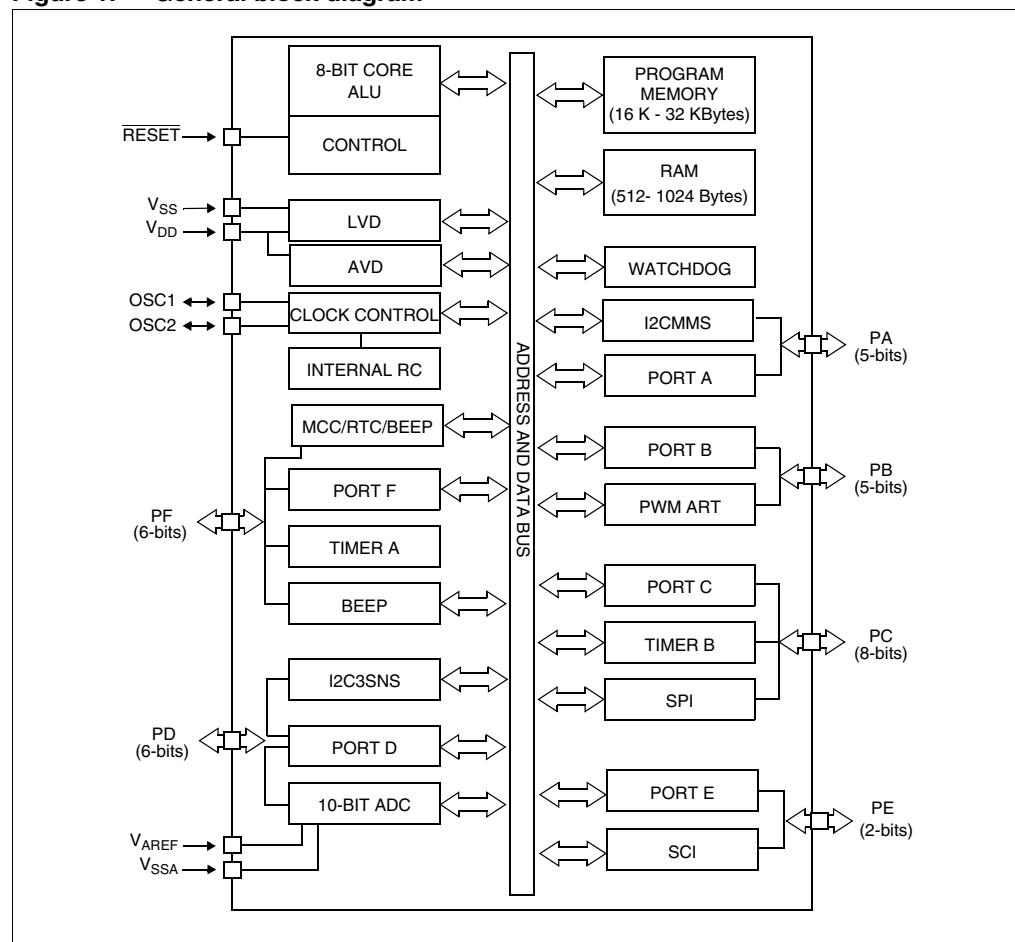 Figure 1. General block diagram
8-BIT CORE
ALU
CONTROL
RESET
VSS
VDD
LVD
AVD
OSC1
OSC2
CLOCK CONTROL
INTERNAL RC
MCC/RTC/BEEP
PORT F
PF
(6-bits)
TIMER A
BEEP
I2C3SNS
PD
(6-bits)
PORT D
10-BIT ADC
VAREF
VSSA
ADDRESS AND DATA BUS
PROGRAM
MEMORY
(16 K - 32 KBytes)
RAM
(512- 1024 Bytes)
WATCHDOG
I2CMMS
PORT A
PA
(5-bits)
PORT B
PWM ART
PB
(5-bits)
PORT C
TIMER B
SPI
PC
(8-bits)
PORT E
SCI
PE
(2-bits)